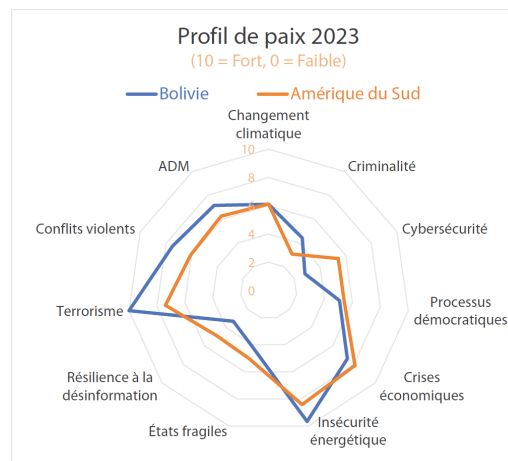 Profil de paix 2023
(10 = Fort, 0 = Faible)
Bolivie
Amérique du Sud
Changement
climatique
Criminalité
Cybersécurité
Processus
démocratiques
Crises
économiques
Insécurité
énergétique
États fragiles
Résilience à la
désinformation
Terrorisme
Conflits violents
ADM
10
8
6
4
2
0